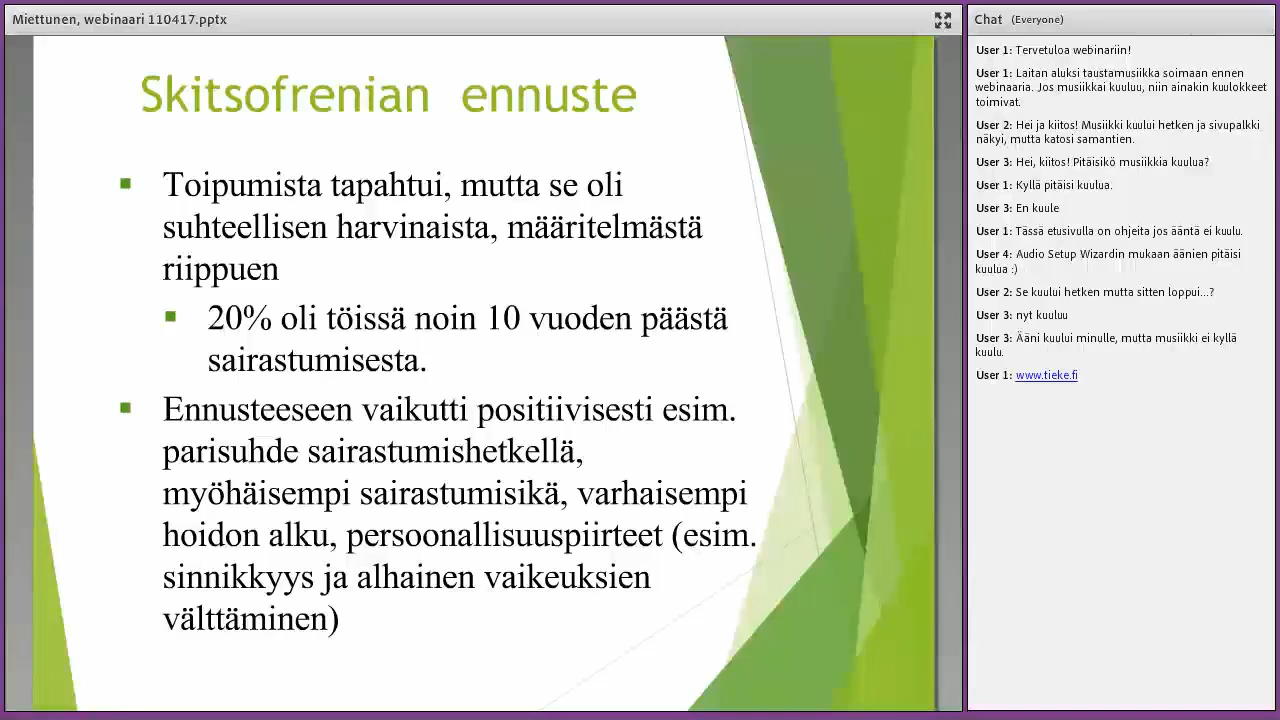 Miettunen, webinaari 110417.pptx
Skitsofrenian ennuste
Toipumista tapahtui, mutta se oli
suhteellisen harvinaista, määritelmästä
riippuen
20% oli töissä noin 10 vuoden päästä
sairastumisesta.
Ennusteeseen vaikutti positiivisesti esim.
parisuhde sairastumishetkellä,
myöhäisempi sairastumisikä, varhaisempi
hoidon alku, persoonallisuuspiirteet (esim.
sinnikkyys ja alhainen vaikeuksien
välttäminen)
Chat (Everyone)
User 1: Tervetuloa webinariin!
User 1: Laitan aluksi taustamusiikka soimaan ennen
webinaaria. Jos musiikkai kuuluu, niin ainakin kuulokkeet
toimivat.
User 2: Hei ja kiitos! Musiikki kuului hetken ja sivupalkki
näkyi, mutta katosi samantien.
User 3: Hei, kiitos! Pitäisikö musiikkia kuulua?
User 1: Kyllä pitäisi kuulua.
User 3: En kuule
User 1: Tässä etusivulla on ohjeita jos ääntä ei kuulu.
User 4: Audio Setup Wizardin mukaan äänien pitäisi
kuulua :)
User 2: Se kuului hetken mutta sitten loppui...?
User 3: nyt kuuluu
User 3: Ääni kuului minulle, mutta musiikki ei kyllä
kuulu.
User 1: www.tieke.fi